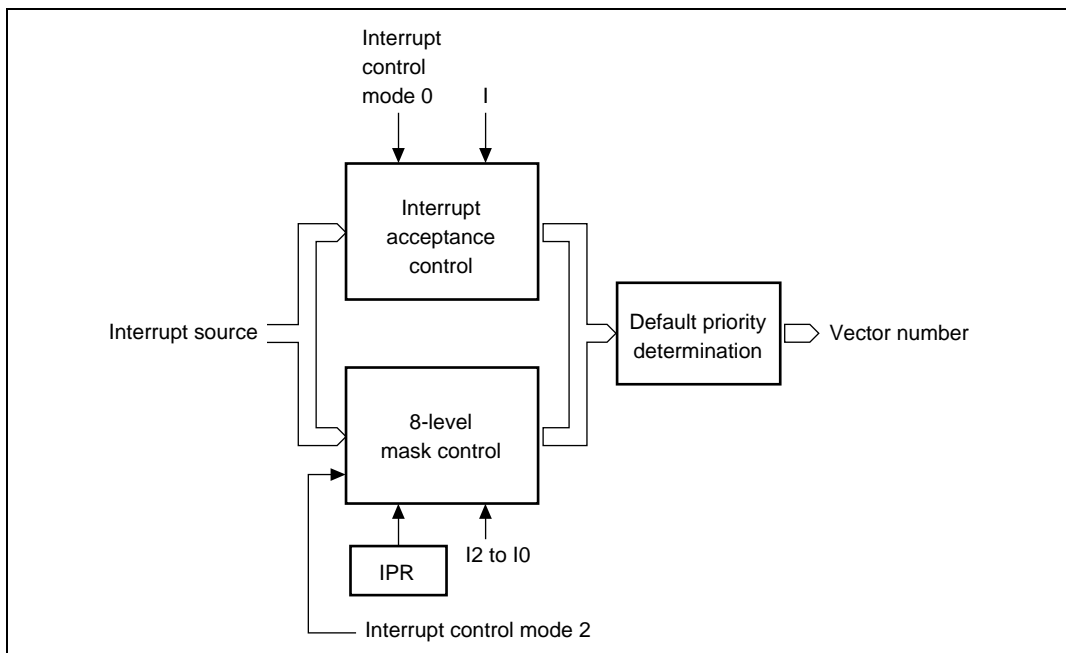 Interrupt
control
mode 0
I
Interrupt
acceptance
control
Interrupt source
Default priority
determination
Vector number
8-level
mask control
IPR
I2 to I0
Interrupt control mode 2